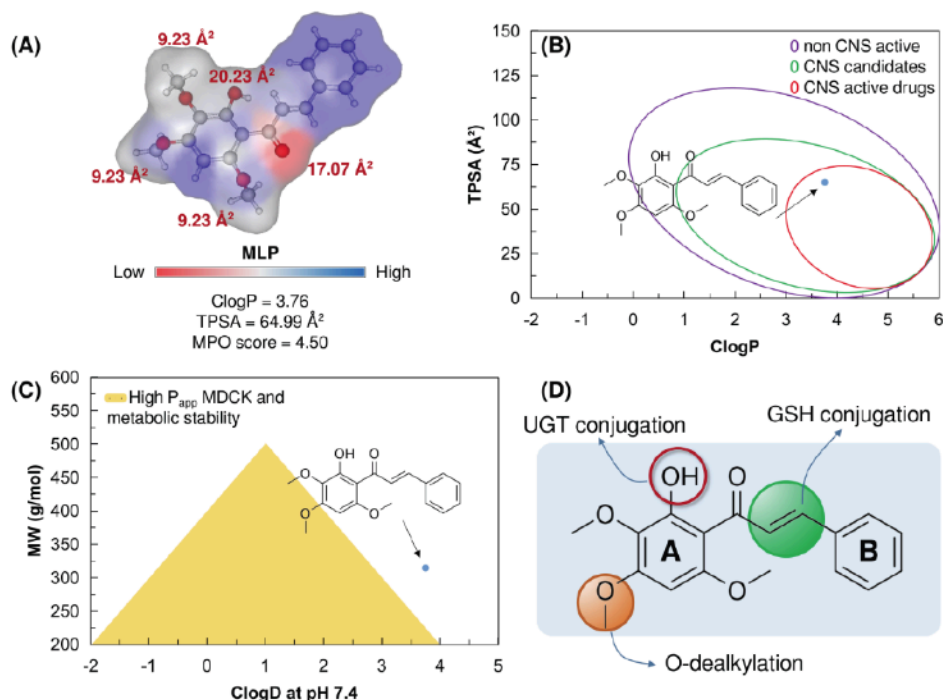 (A)
9.23 Å²
20.23 Å²
17.07 Å²
9.23 Å²
9.23 Å²
MLP
Low High
ClogP = 3.76
TPSA = 64.99 Å²
MPO score = 4.50
(B)
TPSA (Å²)
150
125
100
75
50
25
0
0 non CNS active
0 CNS candidates
0 CNS active drugs
OH O
O
O O
-1 0 1 2 3 4 5 6
ClogP
(C)
MW (g/mol)
600
550
500
450
400
350
300
250
200
High Papp MDCK and
metabolic stability
OH O
O
O O
-2 -1 0 1 2 3 4 5
ClogD at pH 7.4
(D)
GSH conjugation
UGT conjugation
OH O
O
A B
O O
O-dealkylation